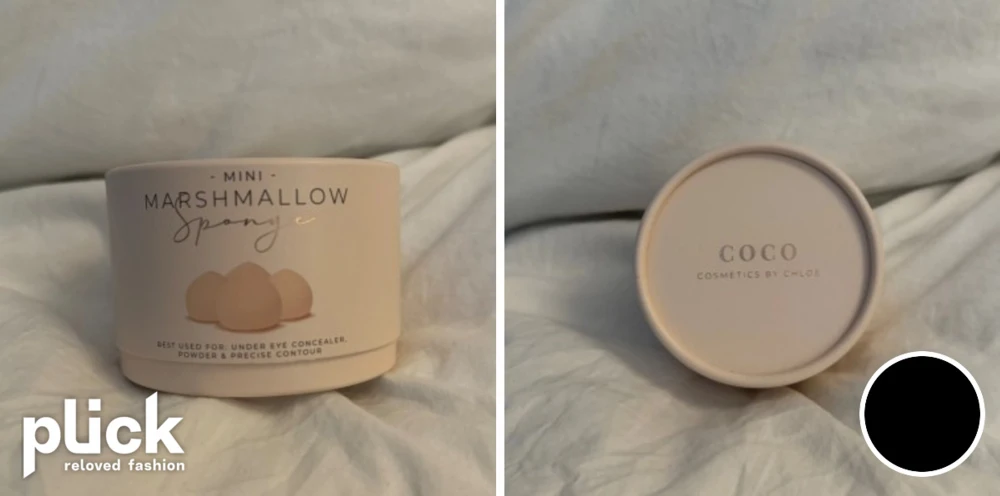 - MINI -
MARSHMALLOW
Sponge
BEST USED FOR: UNDER EYE CONCEALER,
POWDER & PRECISE CONTOUR
plick
reloved fashion
COCO
COSMETICS BY CHLOE